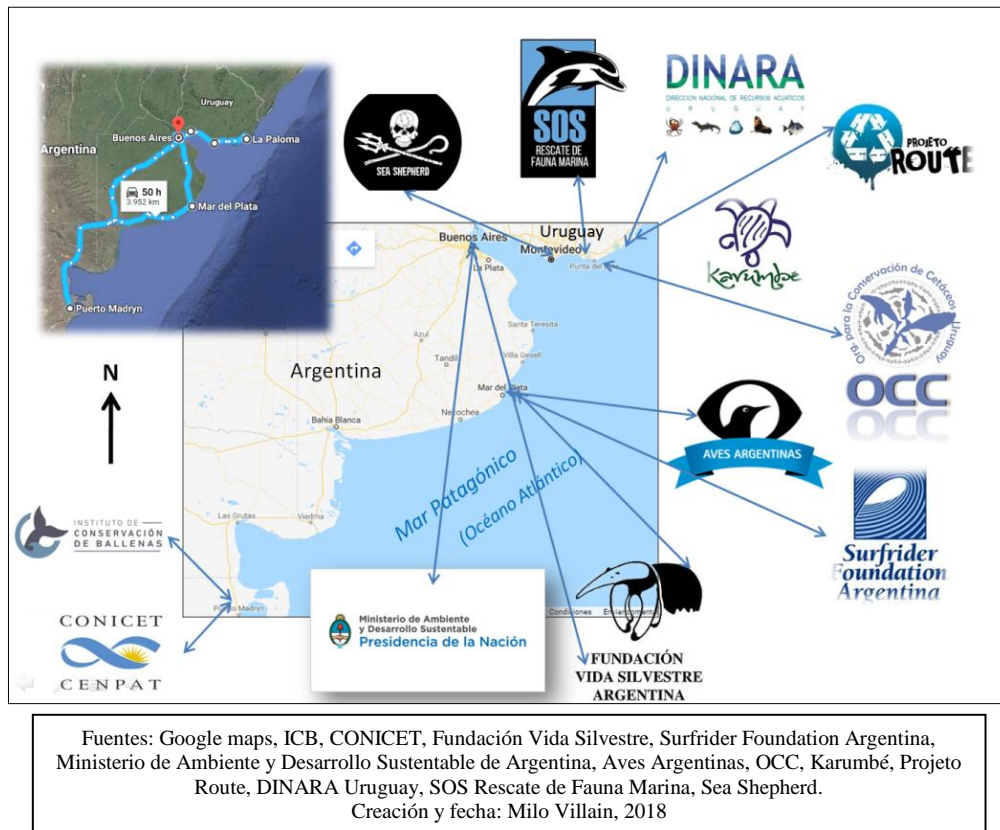 Uruguay
Buenos Aires
La Paloma
Argentina
50 h
3.952 km
Mar del Plata
Puerto Madryn
SEA SHEPHERD
SOS
RESCATE DE
FAUNA MARINA
DINARA
DIRECCION NACIONAL DE RECURSOS ACUATICOS
U R U G U A Y
PROJETO
ROUTE
Karumbe
Org. para la Conservación de Cetáceos
Uruguay
OCC
Buenos Aires
Uruguay
Montevideo
La Plata
Santa Teresita
Azul
Tandil
Villa Gesell
Argentina
Mar del Plata
Necochea
Bahía Blanca
N
Mar Patagónico
(Océano Atlántico)
Las Grutas
Viedma
Puerto Madryn
AVES ARGENTINAS
Surfrider
Foundation
Argentina
INSTITUTO DE
CONSERVACIÓN
DE BALLENAS
CONICET
CENPAT
Ministerio de Ambiente
y Desarrollo Sustentable
Presidencia de la Nación
Condiciones
FUNDACIÓN
VIDA SILVESTRE
ARGENTINA
Fuentes: Google maps, ICB, CONICET, Fundación Vida Silvestre, Surfrider Foundation Argentina,
Ministerio de Ambiente y Desarrollo Sustentable de Argentina, Aves Argentinas, OCC, Karumbé, Projeto
Route, DINARA Uruguay, SOS Rescate de Fauna Marina, Sea Shepherd.
Creación y fecha: Milo Villain, 2018